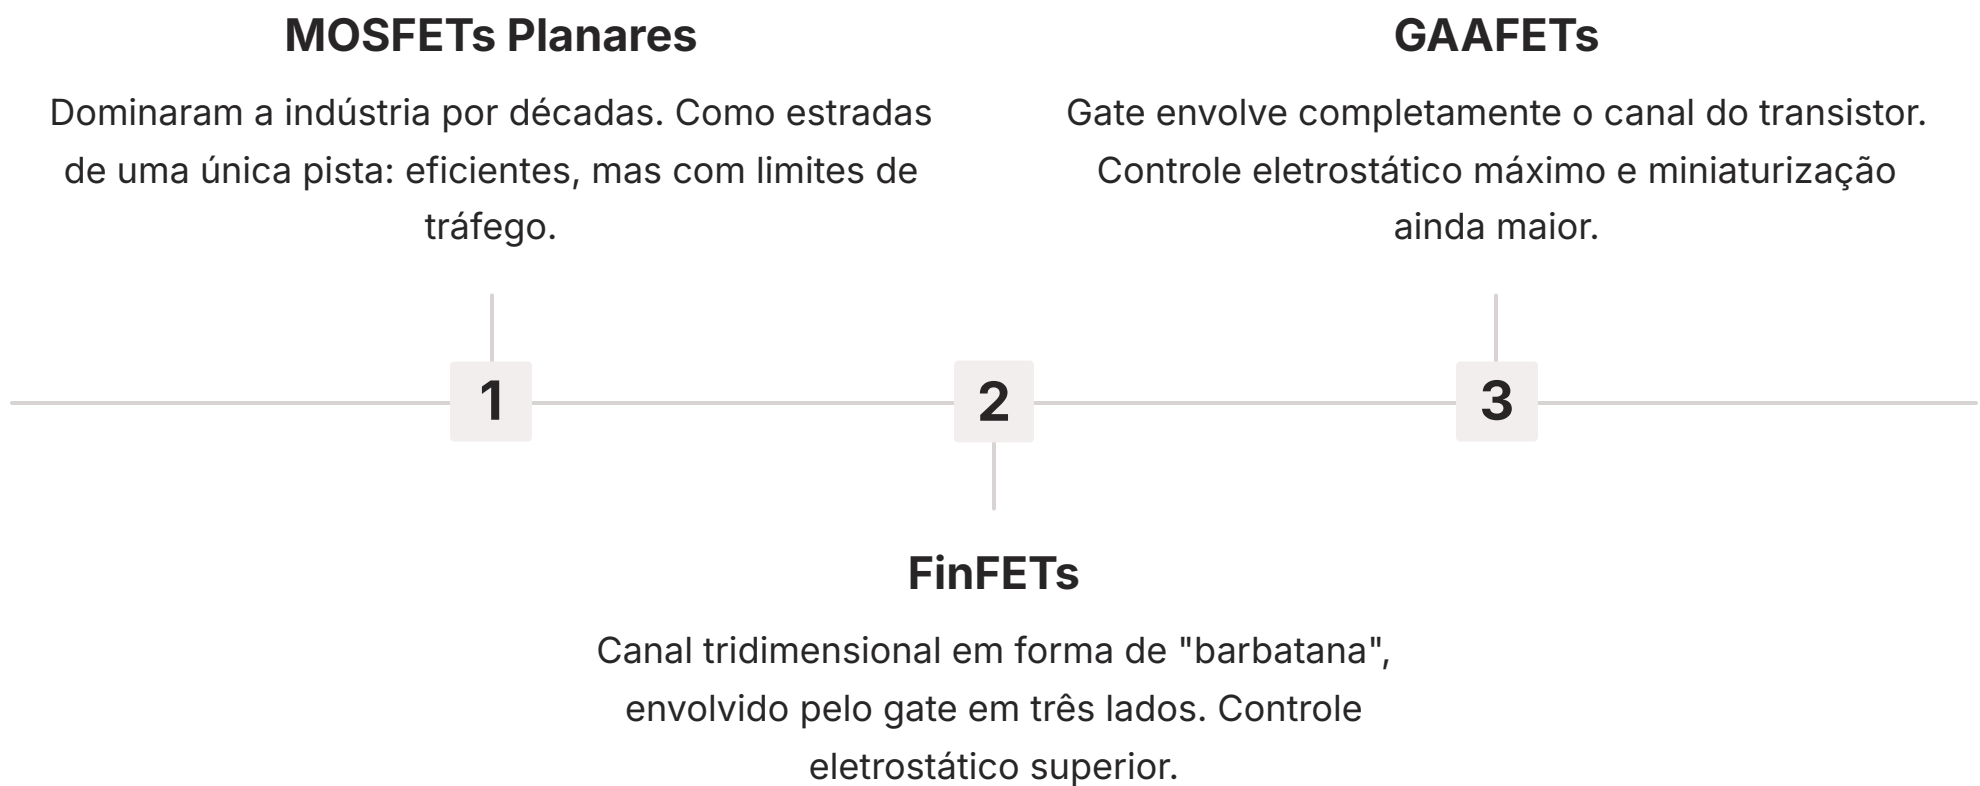 MOSFETs Planares
Dominaram a indústria por décadas. Como estradas
de uma única pista: eficientes, mas com limites de
tráfego.
GAAFETs
Gate envolve completamente o canal do transistor.
Controle eletrostático máximo e miniaturização
ainda maior.
1
2
3
FinFETs
Canal tridimensional em forma de "barbatana",
envolvido pelo gate em três lados. Controle
eletrostático superior.